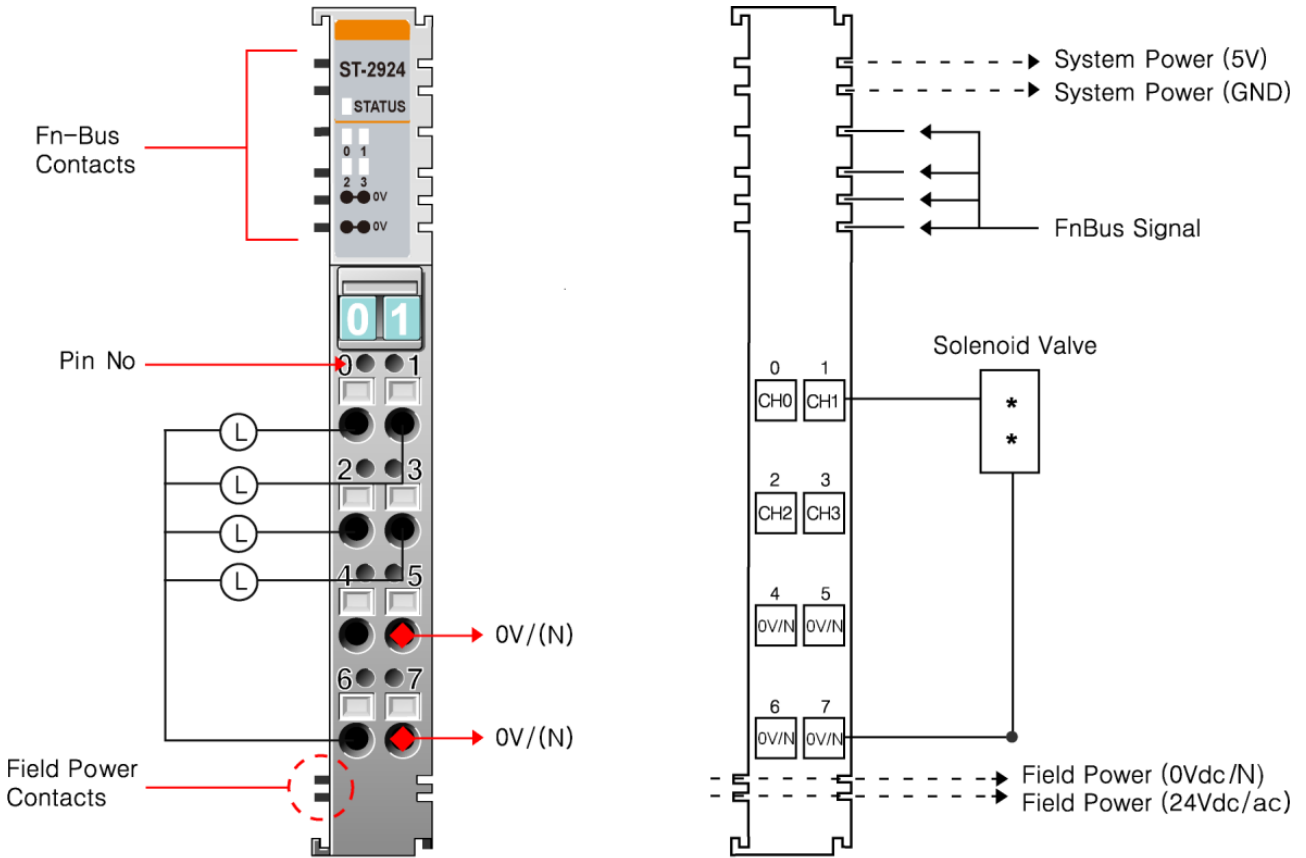 ST-2924
STATUS
0 1
2 3
0V
0V
Fn-Bus
Contacts
01
Pin No
0 1
L
2 3
L
L
L
4 5
0V/(N)
6 7
0V/(N)
Field Power
Contacts
System Power (5V)
System Power (GND)
FnBus Signal
Solenoid Valve
0 1
CH0 CH1
*
*
2 3
CH2 CH3
4 5
0V/N 0V/N
6 7
0V/N 0V/N
Field Power (0Vdc/N)
Field Power (24Vdc/ac)